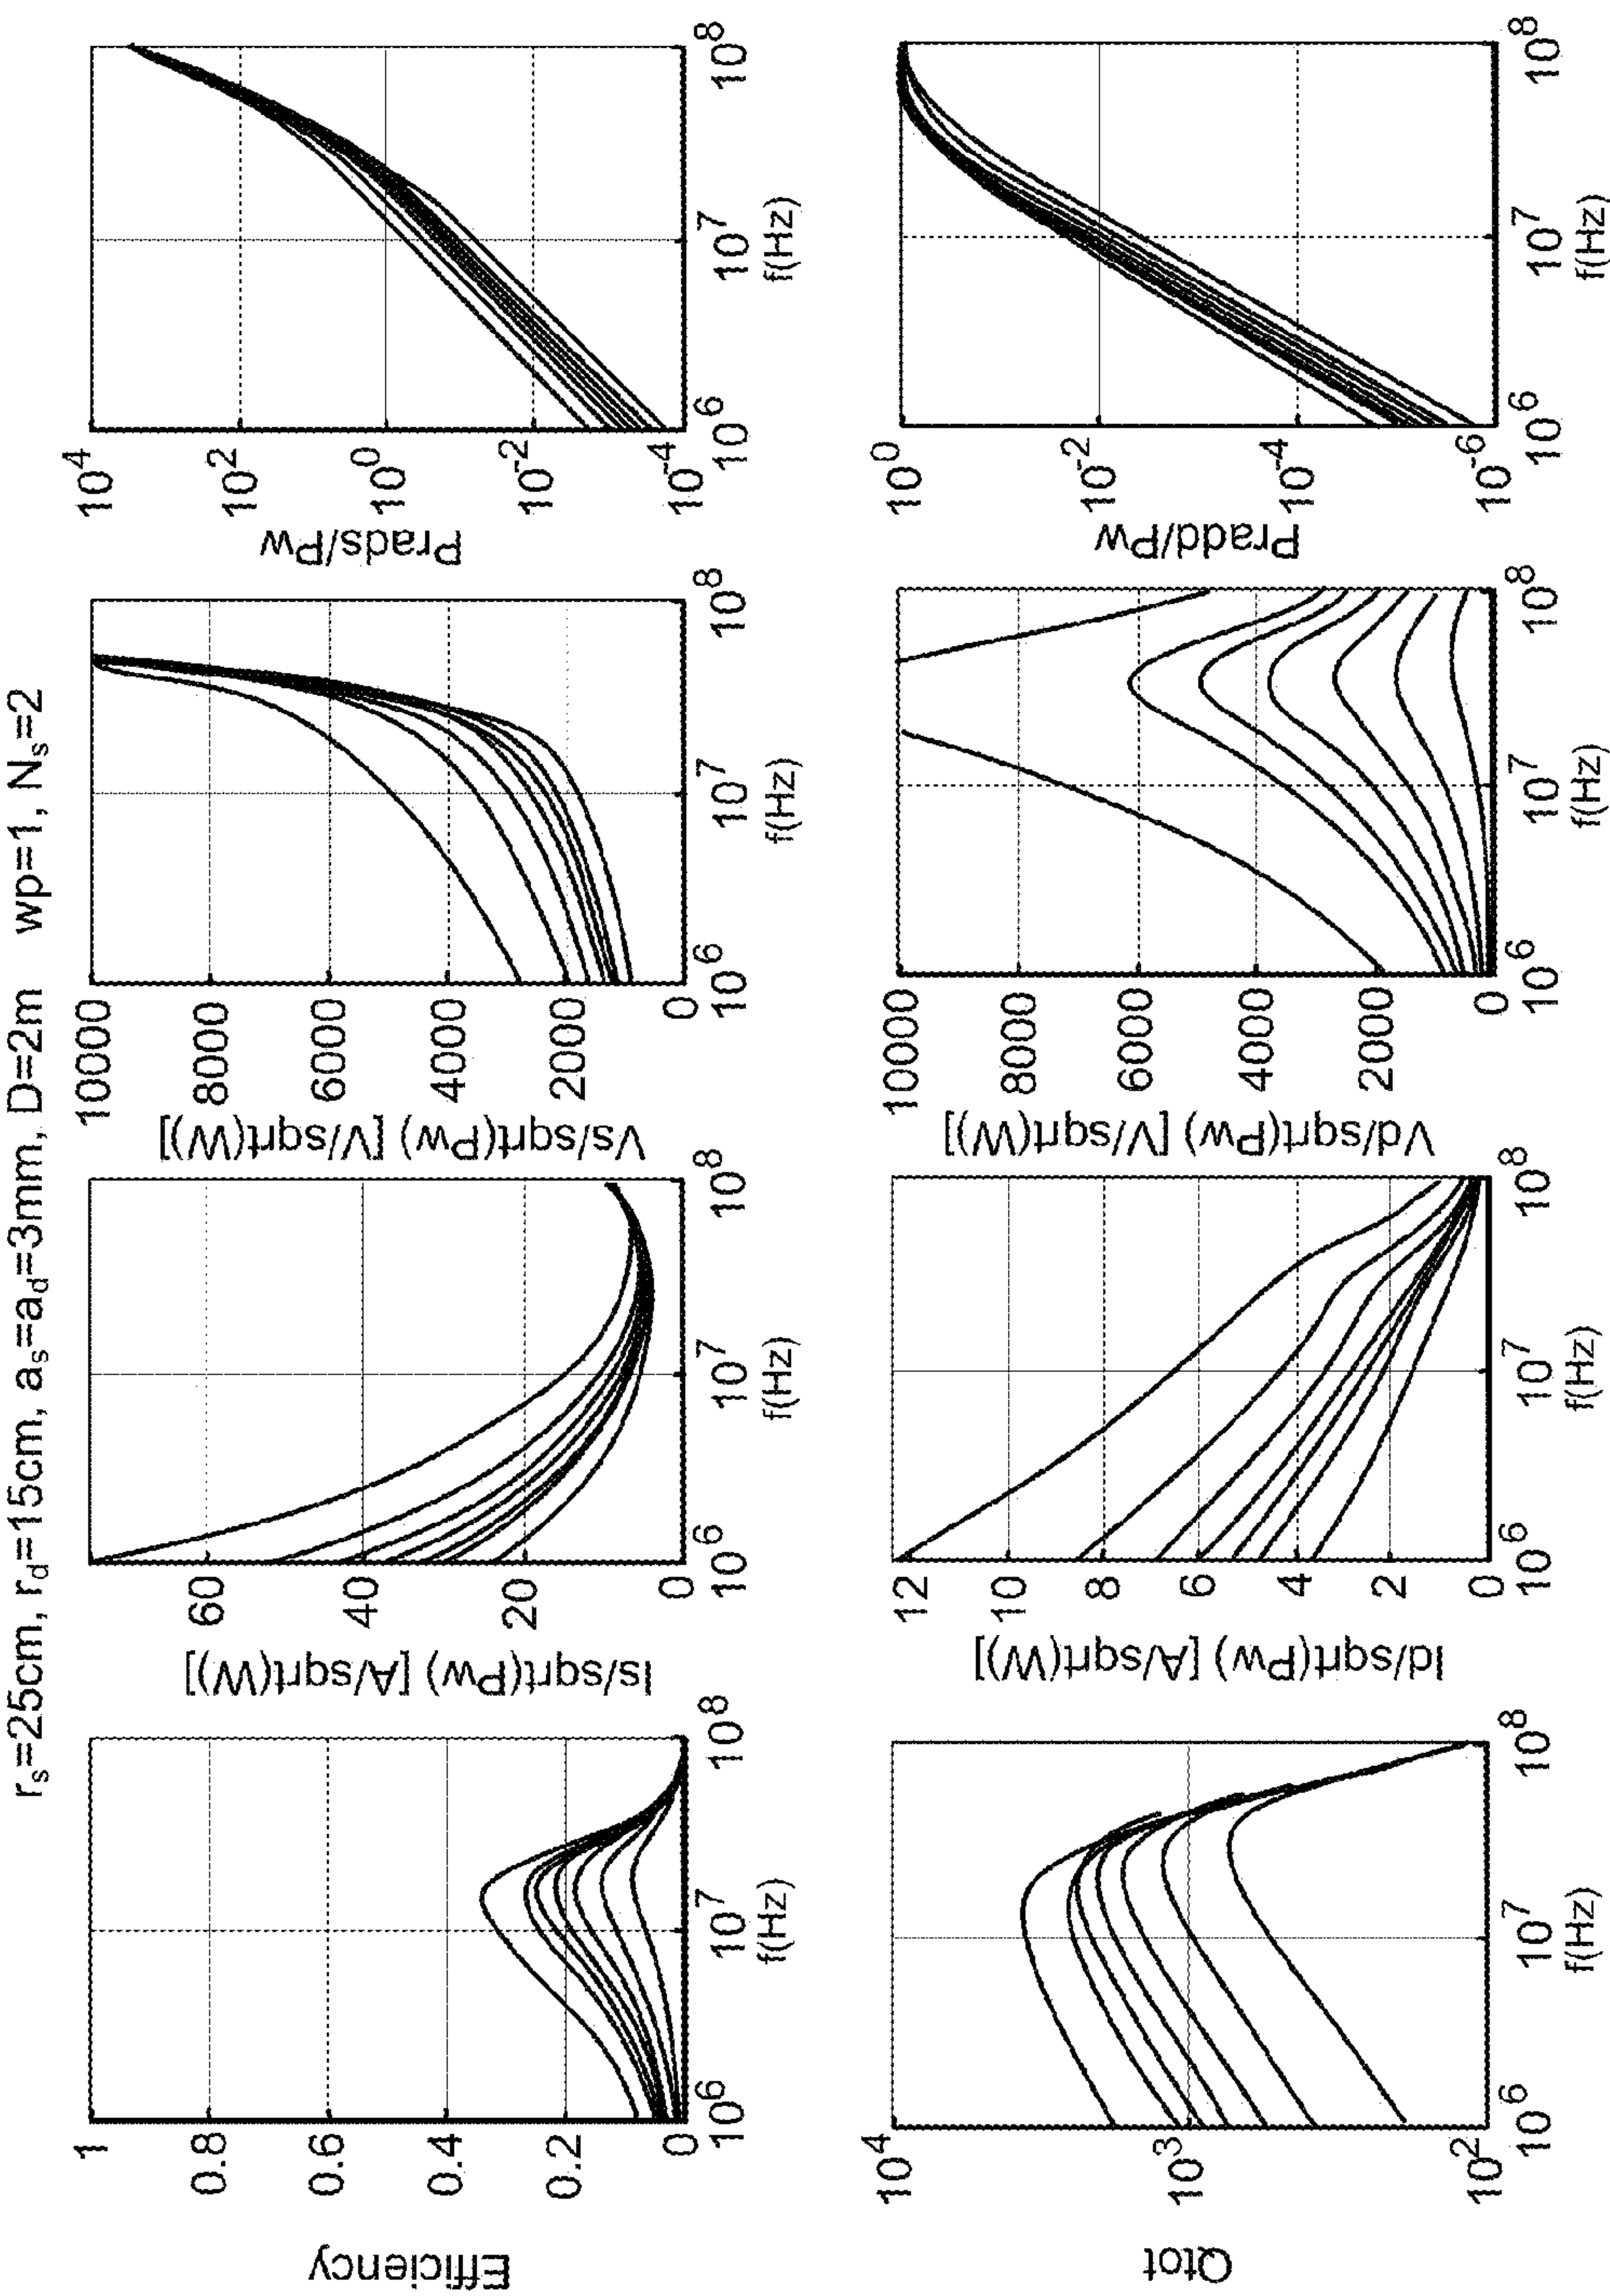 r_s=25cm, r_d=15cm, a_s=a_d=3mm, D=2m wp=1, N_s=2
Efficiency
1
0.8
0.6
0.4
0.2
0
10^6 10^7 10^8
f(Hz)
Is/sqrt(Pw) [A/sqrt(W)]
60
40
20
0
10^6 10^7 10^8
f(Hz)
Vs/sqrt(Pw) [V/sqrt(W)]
10000
8000
6000
4000
2000
0
10^6 10^7 10^8
f(Hz)
Prads/Pw
10^4
10^2
10^0
10^-2
10^-4
10^6 10^7 10^8
f(Hz)
Qtot
10^4
10^3
10^2
10^6 10^7 10^8
f(Hz)
Id/sqrt(Pw) [A/sqrt(W)]
12
10
8
6
4
2
0
10^6 10^7 10^8
f(Hz)
Vd/sqrt(Pw) [V/sqrt(W)]
10000
8000
6000
4000
2000
0
10^6 10^7 10^8
f(Hz)
Pradd/Pw
10^0
10^-2
10^-4
10^-6
10^6 10^7 10^8
f(Hz)